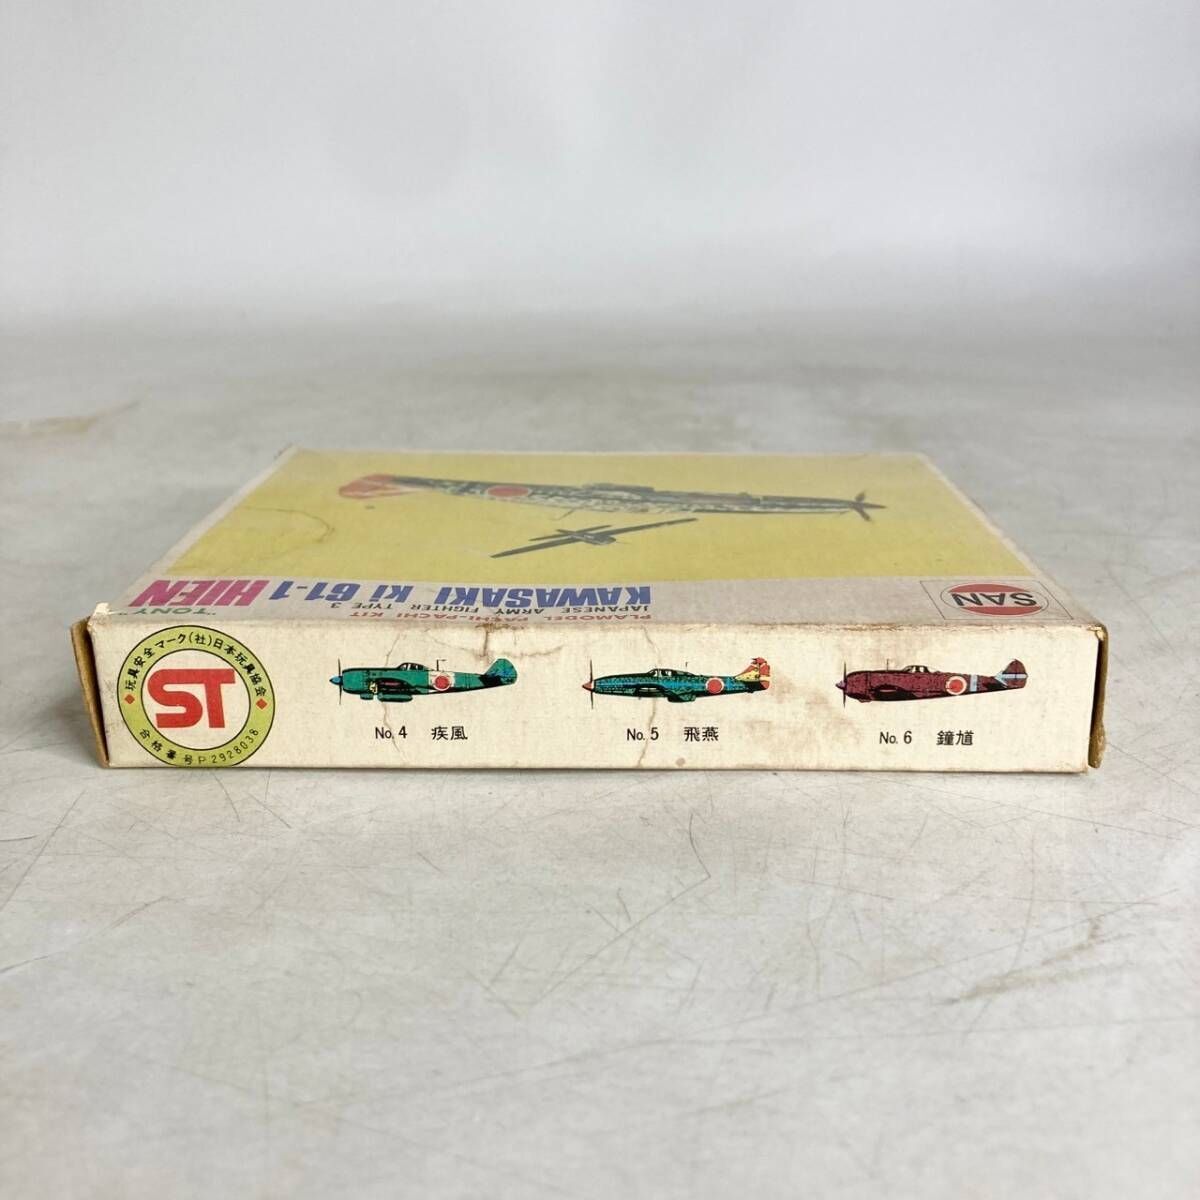 SAN
PLAMODEL PACHI-PACHI KIT
JAPANESE ARMY FIGHTER TYPE 3
KAWASAKI Ki 61-1 HIEN
"TONY"
玩具安全マーク(社)日本玩具協会
ST
合格番号P2928038
No.4 疾風
No.5 飛燕
No.6 鐘馗